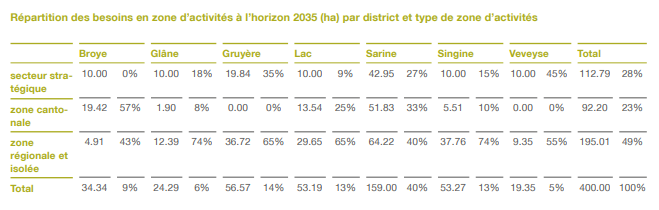 Répartition des besoins en zone d'activités à l'horizon 2035 (ha) par district et type de zone d'activités
Broye Glâne Gruyère Lac Sarine Singine Veveyse Total
secteur stra-
tégique 10.00 0% 10.00 18% 19.84 35% 10.00 9% 42.95 27% 10.00 15% 10.00 45% 112.79 28%
zone canto-
nale 19.42 57% 1.90 8% 0.00 0% 13.54 25% 51.83 33% 5.51 10% 0.00 0% 92.20 23%
zone
régionale et
isolée 4.91 43% 12.39 74% 36.72 65% 29.65 65% 64.22 40% 37.76 74% 9.35 55% 195.01 49%
Total 34.34 9% 24.29 6% 56.57 14% 53.19 13% 159.00 40% 53.27 13% 19.35 5% 400.00 100%